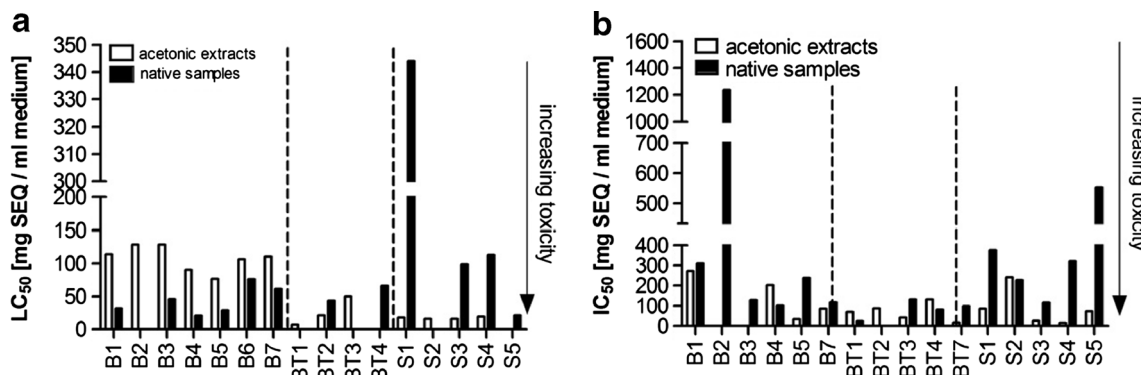 a
LC50 [mg SEQ / ml medium]
350
340
330
320
310
300
200
150
100
50
0
acetonic extracts
native samples
increasing toxicity
B1 B2 B3 B4 B5 B6 B7 BT1 BT2 BT3 BT4 S1 S2 S3 S4 S5
b
IC50 [mg SEQ / ml medium]
1600
1400
1200
1000
700
600
500
400
300
200
100
0
acetonic extracts
native samples
increasing toxicity
B1 B2 B3 B4 B5 B7 BT1 BT2 BT3 BT4 BT7 S1 S2 S3 S4 S5